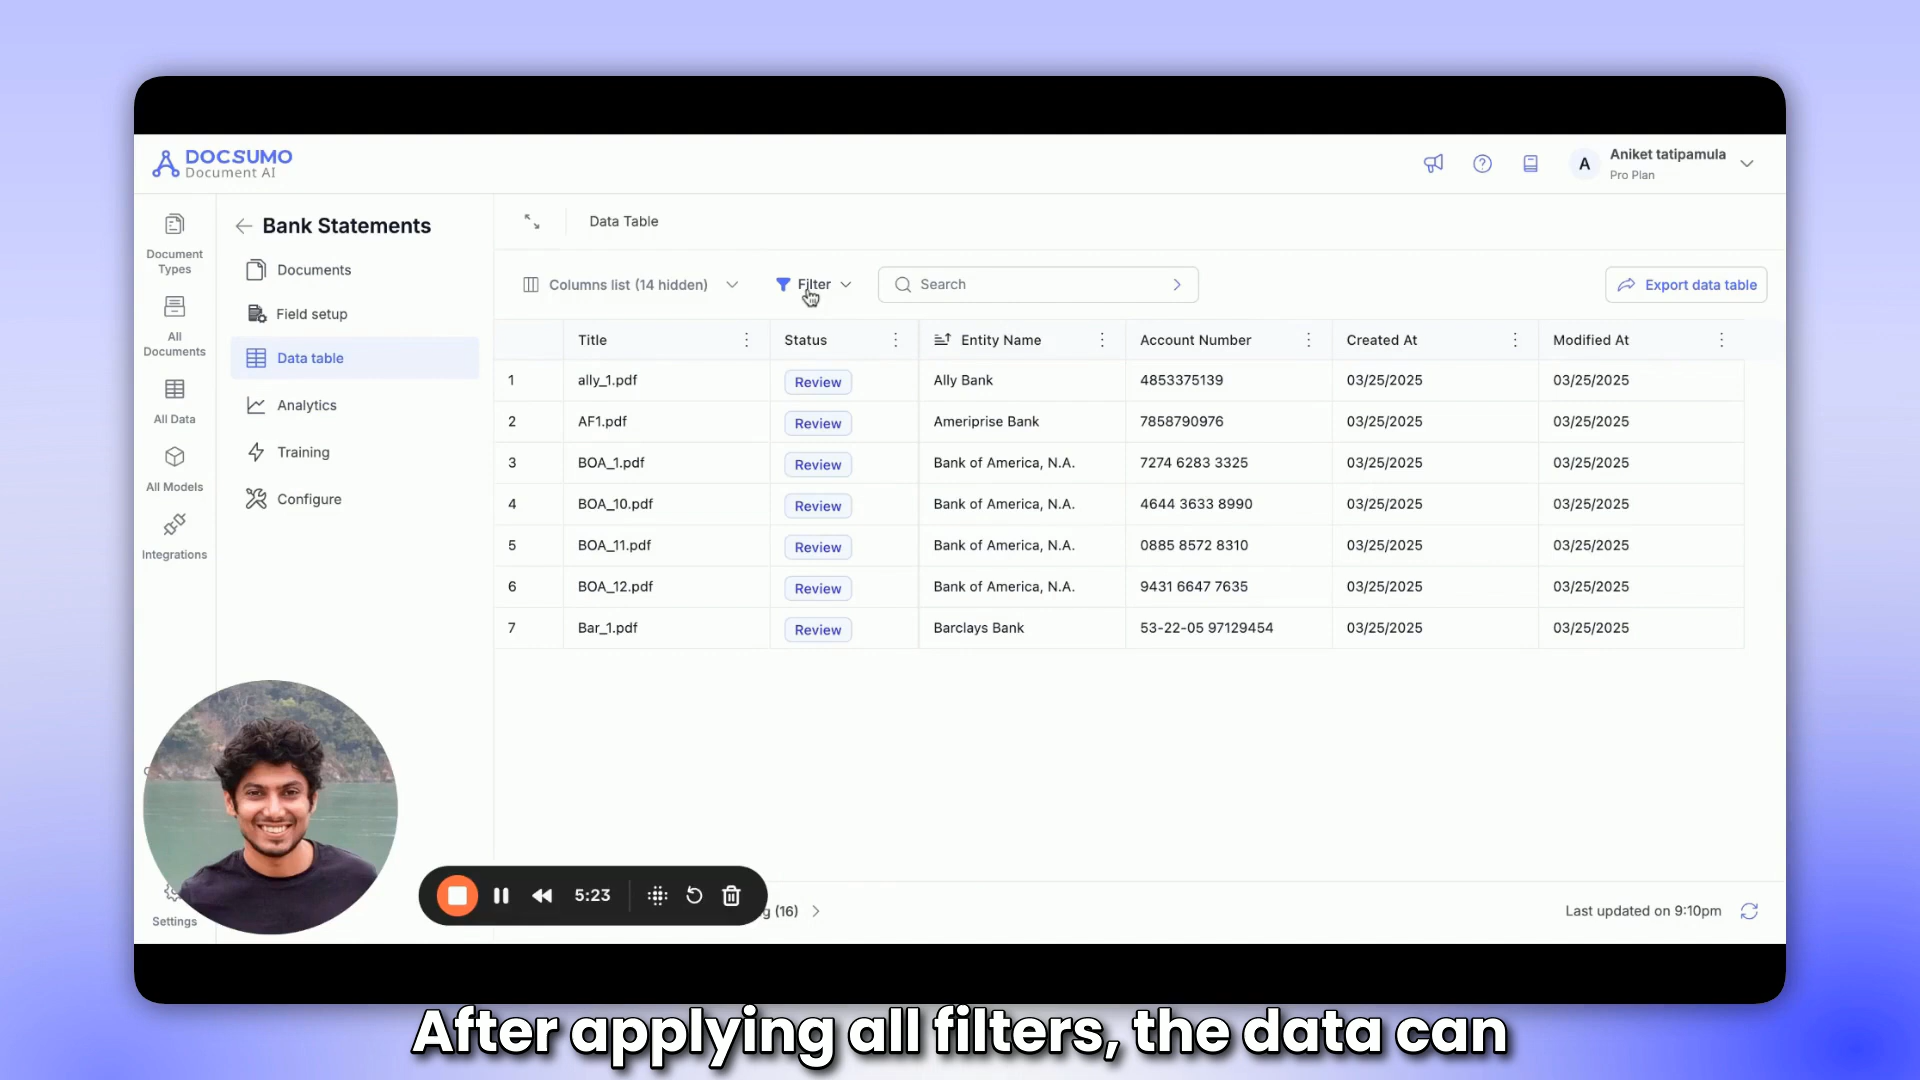 DOCSUMO
Document AI
A
Aniket tatipamula
Pro Plan
Document
Types
All
Documents
All Data
All Models
Integrations
Settings
Bank Statements
Documents
Field setup
Data table
Analytics
Training
Configure
Data Table
Columns list (14 hidden)
Filter
Search
Export data table
Title Status Entity Name Account Number Created At Modified At
1 ally_1.pdf Review Ally Bank 4853375139 03/25/2025 03/25/2025
2 AF1.pdf Review Ameriprise Bank 7858790976 03/25/2025 03/25/2025
3 BOA_1.pdf Review Bank of America, N.A. 7274 6283 3325 03/25/2025 03/25/2025
4 BOA_10.pdf Review Bank of America, N.A. 4644 3633 8990 03/25/2025 03/25/2025
5 BOA_11.pdf Review Bank of America, N.A. 0885 8572 8310 03/25/2025 03/25/2025
6 BOA_12.pdf Review Bank of America, N.A. 9431 6647 7635 03/25/2025 03/25/2025
7 Bar_1.pdf Review Barclays Bank 53-22-05 97129454 03/25/2025 03/25/2025
5:23
(16)
Last updated on 9:10pm
After applying all filters, the data can